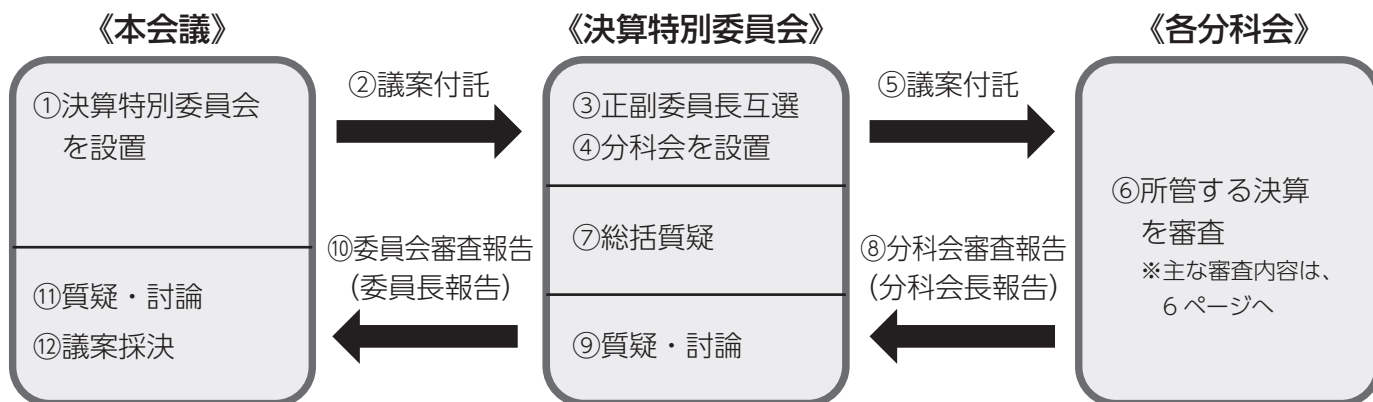 《本会議》
①決算特別委員会
を設置
⑪質疑・討論
⑫議案採決
②議案付託
⑩委員会審査報告
(委員長報告)
《決算特別委員会》
③正副委員長互選
④分科会を設置
⑦総括質疑
⑨質疑・討論
⑤議案付託
⑧分科会審査報告
(分科会長報告)
《各分科会》
⑥所管する決算
を審査
※主な審査内容は、
6ページへ